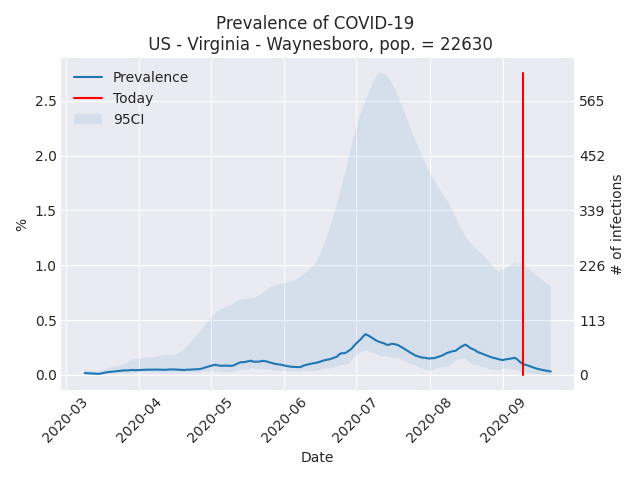 Prevalence of COVID-19
US - Virginia - Waynesboro, pop. = 22630
Prevalence
Today
95CI
2.5
2.0
1.5
1.0
0.5
0.0
%
565
452
339
226
113
0
# of infections
2020-03
2020-04
2020-05
2020-06
2020-07
2020-08
2020-09
Date